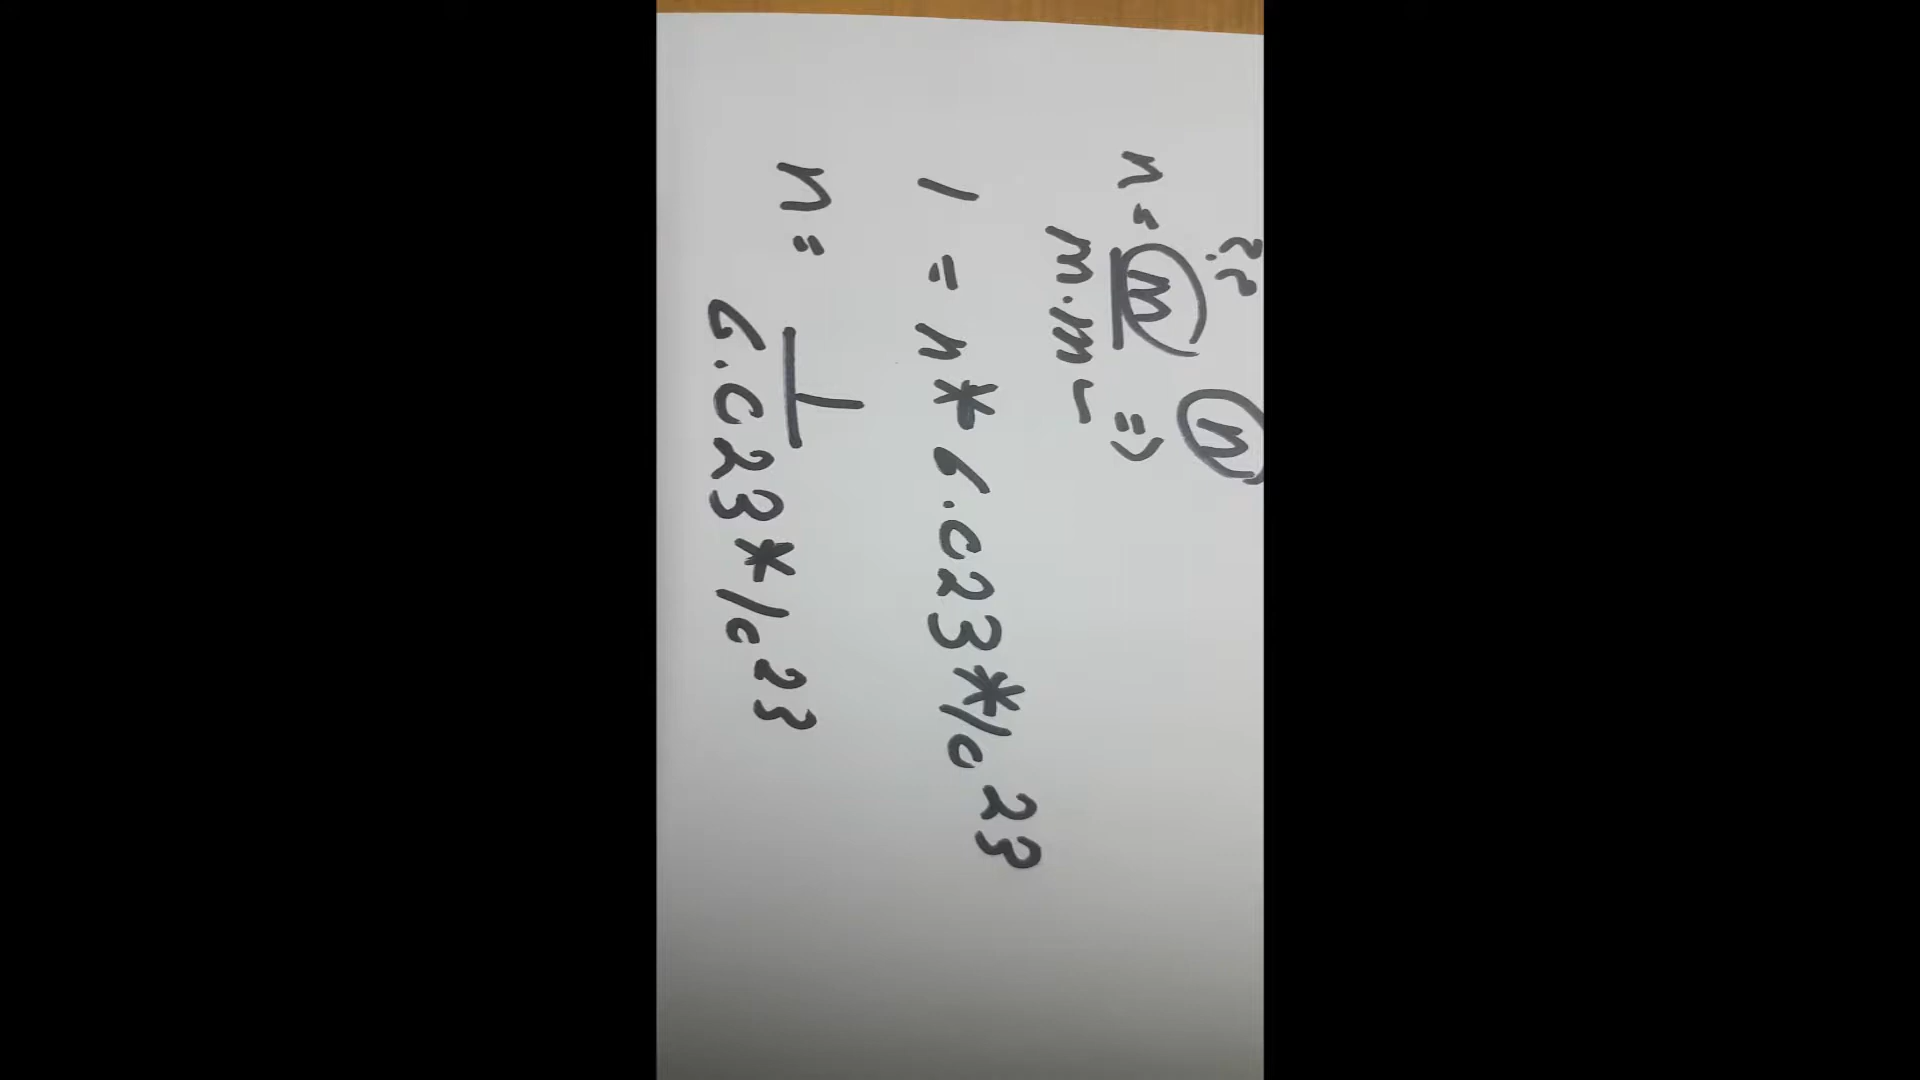 ?? n
n = m
m.m ~ =>
1 = n * 6.023 * 10 23
n = 1
6.023 * 10 23